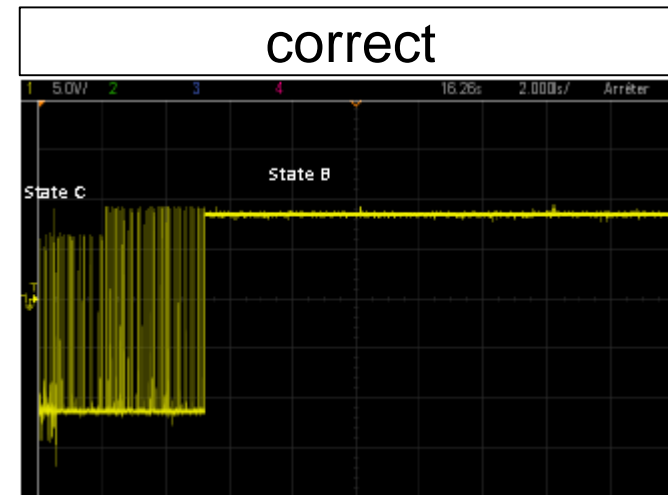 correct
1 5.0V/ 2 3 4 16.26s 2.000s/ Arrêter
State B
State C
T